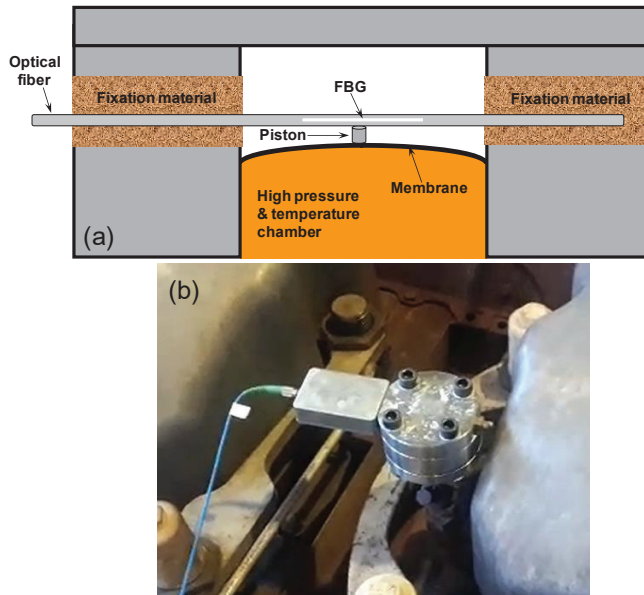 Optical
fiber
Fixation material
FBG
Fixation material
Piston
Membrane
High pressure
& temperature
chamber
(a)
(b)